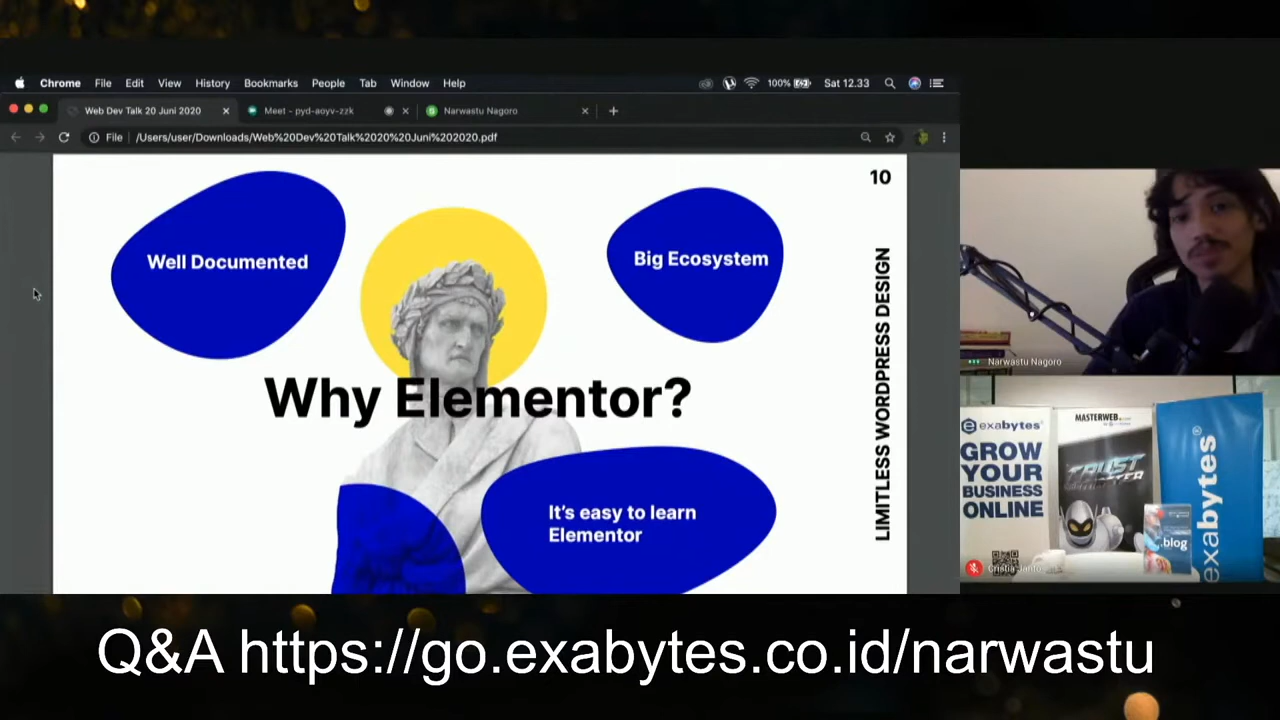 Chrome File Edit View History Bookmarks People Tab Window Help
100% Sat 12.33
Web Dev Talk 20 Juni 2020
Meet - pyd-aoyv-zzk
Narwastu Nagoro
File /Users/user/Downloads/Web%20Dev%20Talk%2020%20Juni%202020.pdf
10
Well Documented
Big Ecosystem
Why Elementor?
It's easy to learn
Elementor
LIMITLESS WORDPRESS DESIGN
Narwastu Nagoro
exabytes®
GROW
YOUR
BUSINESS
ONLINE
MASTERWEB
TRUST
exabytes®
.blog
Q&A https://go.exabytes.co.id/narwastu